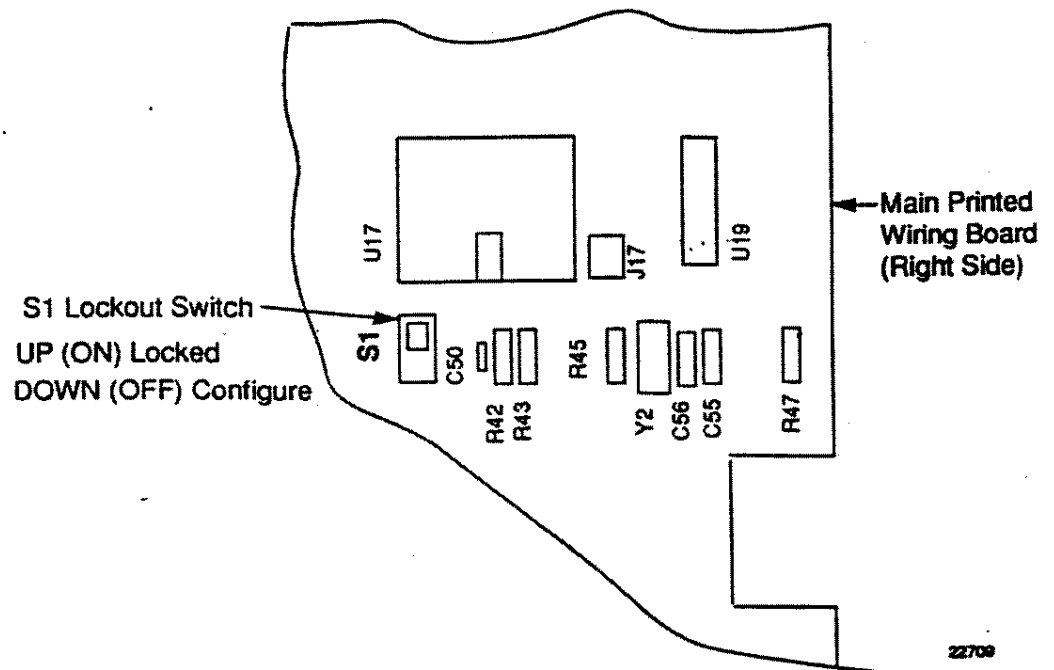 U17
J17
U19
Main Printed
Wiring Board
(Right Side)
S1 Lockout Switch
UP (ON) Locked
DOWN (OFF) Configure
S1
C50
R42
R43
R45
Y2
C56
C55
R47
22709